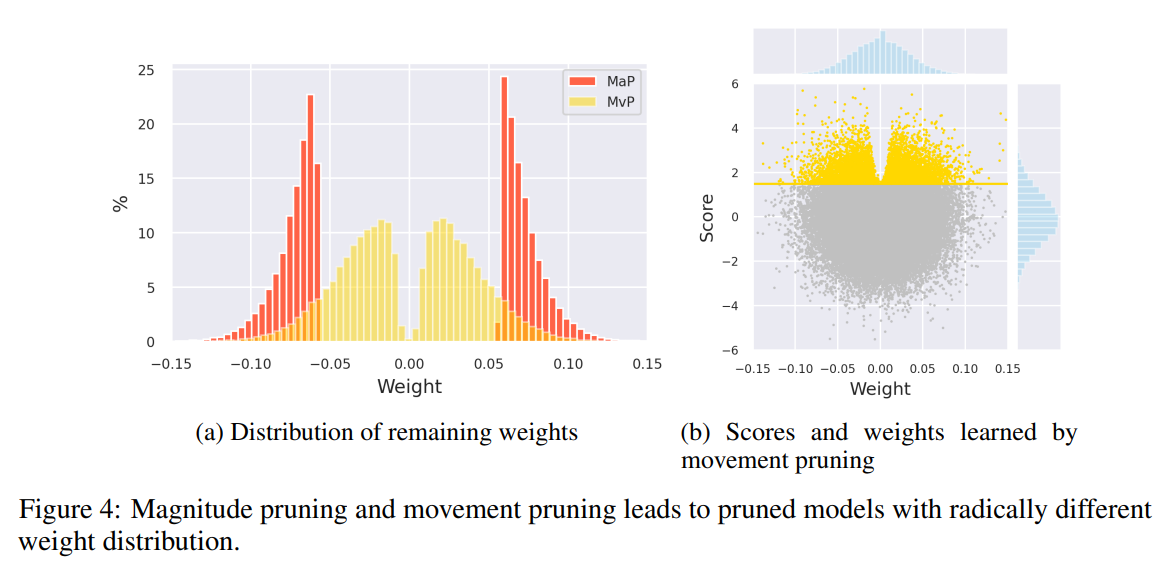 25
20
15
10
5
0
%
MaP
MvP
−0.15 −0.10 −0.05 0.00 0.05 0.10 0.15
Weight
(a) Distribution of remaining weights
6
4
2
0
−2
−4
−6
Score
−0.15 −0.10 −0.05 0.00 0.05 0.10 0.15
Weight
(b) Scores and weights learned by
movement pruning
Figure 4: Magnitude pruning and movement pruning leads to pruned models with radically different
weight distribution.